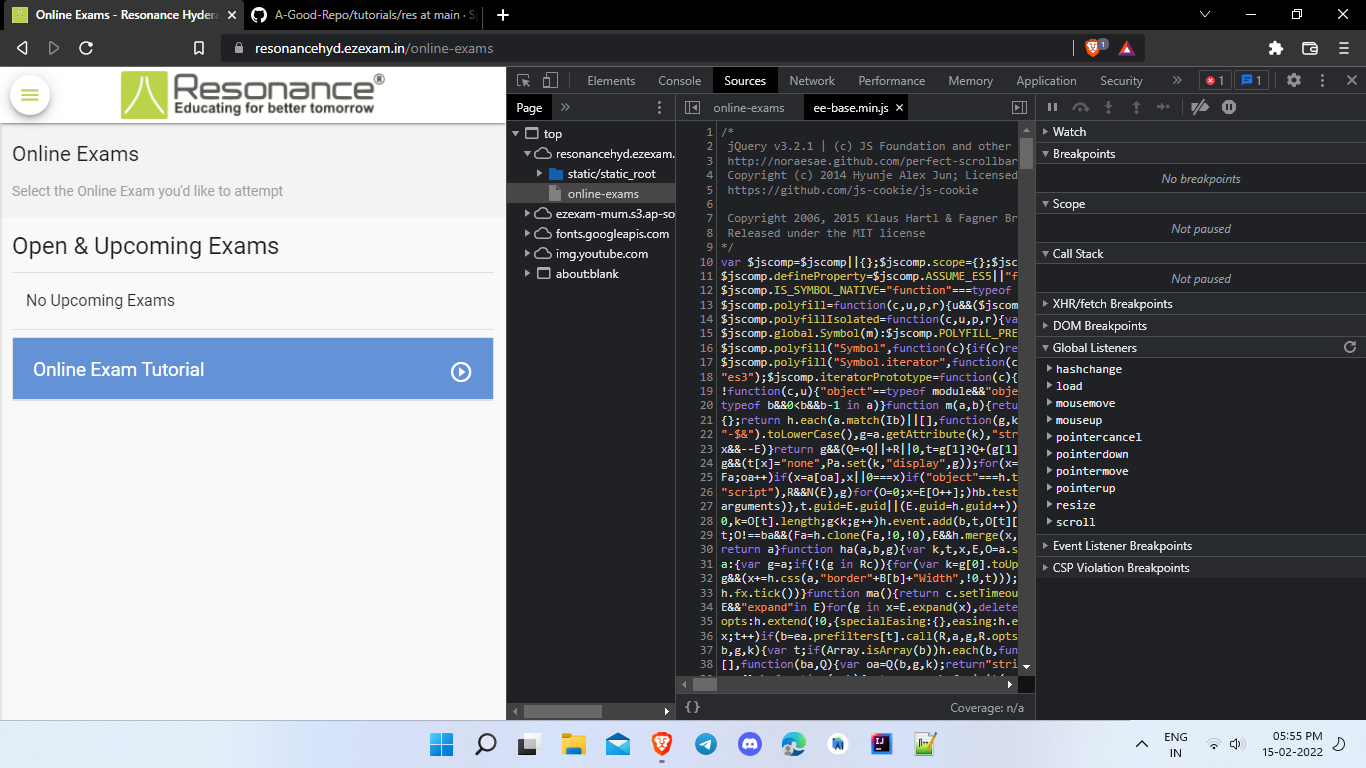 Online Exams - Resonance Hydera
A-Good-Repo/tutorials/res at main · S
resonancehyd.ezexam.in/online-exams
1
Resonance®
Educating for better tomorrow
Online Exams
Select the Online Exam you'd like to attempt
Open & Upcoming Exams
No Upcoming Exams
Online Exam Tutorial
Elements
Console
Sources
Network
Performance
Memory
Application
Security
1
1
Page
top
resonancehyd.ezexam.
static/static_root
online-exams
ezexam-mum.s3.ap-so
fonts.googleapis.com
img.youtube.com
about:blank
online-exams
ee-base.min.js
1 /*
2 jQuery v3.2.1 | (c) JS Foundation and other
3 http://noraesae.github.com/perfect-scrollbar
4 Copyright (c) 2014 Hyunje Alex Jun; Licensed
5 https://github.com/js-cookie/js-cookie
6
7 Copyright 2006, 2015 Klaus Hartl & Fagner Br
8 Released under the MIT license
9 */
10 var $jscomp=$jscomp||{};$jscomp.scope={};$jsc
11 $jscomp.defineProperty=$jscomp.ASSUME_ES5||"f
12 $jscomp.IS_SYMBOL_NATIVE="function"===typeof
13 $jscomp.polyfill=function(c,u,p,r){u&&($jscom
14 $jscomp.polyfillIsolated=function(c,u,p,r){va
15 $jscomp.global.Symbol(m):$jscomp.POLYFILL_PRE
16 $jscomp.polyfill("Symbol",function(c){if(c)re
17 $jscomp.polyfill("Symbol.iterator",function(c
18 "es3");$jscomp.iteratorPrototype=function(c){
19 !function(c,u){"object"==typeof module&&"obje
20 typeof b&&0<b&&b-1 in a)}function m(a,b){retu
21 {};return h.each(a.match(Ib)||[],function(g,k
22 "-$&").toLowerCase(),g=a.getAttribute(k),"str
23 x&&--E)}return g&&(Q=+Q||+R||0,t=g[1]?Q+(g[1]
24 g&&(t[x]="none",Pa.set(k,"display",g));for(x=
25 Fa;oa++)if(x=a[oa],x||0===x)if("object"===h.t
26 "script"),R&&N(E),g)for(O=0;x=E[O++];)hb.test
27 arguments)},t.guid=E.guid||(E.guid=h.guid++))
28 0,k=O[t].length;g<k;g++)h.event.add(b,t,O[t][
29 t;O!==ba&&(Fa=h.clone(Fa,!0,!0),E&&h.merge(x,
30 return a}function ha(a,b,g){var k,t,x,E,O=a.s
31 a:{var g=a;if(!(g in Rc)){for(var k=g[0].toUp
32 g&&(x+=h.css(a,"border"+B[b]+"Width",!0,t)));
33 h.fx.tick())}function ma(){return c.setTimeou
34 E&&"expand"in E)for(g in x=E.expand(x),delete
35 opts:h.extend(!0,{specialEasing:{},easing:h.e
36 x;t++)if(b=ea.prefilters[t].call(R,a,g,R.opts
37 b,g,k){var t;if(Array.isArray(b))h.each(b,fun
38 [],function(ba,Q){var oa=Q(b,g,k);return"stri
{}
Coverage: n/a
Watch
Breakpoints
No breakpoints
Scope
Not paused
Call Stack
Not paused
XHR/fetch Breakpoints
DOM Breakpoints
Global Listeners
hashchange
load
mousemove
mouseup
pointercancel
pointerdown
pointermove
pointerup
resize
scroll
Event Listener Breakpoints
CSP Violation Breakpoints
ENG
IN
05:55 PM
15-02-2022